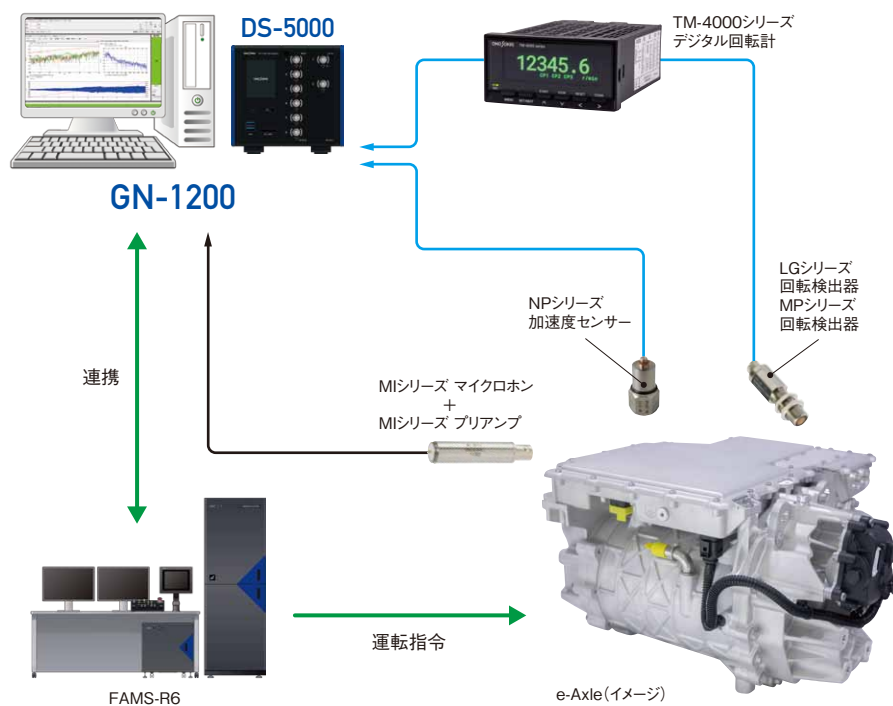 DS-5000
TM-4000シリーズ
デジタル回転計
12345.6
GN-1200
LGシリーズ
回転検出器
MPシリーズ
回転検出器
NPシリーズ
加速度センサー
連携
MIシリーズ マイクロホン
+
MIシリーズ プリアンプ
運転指令
FAMS-R6
e-Axle(イメージ)